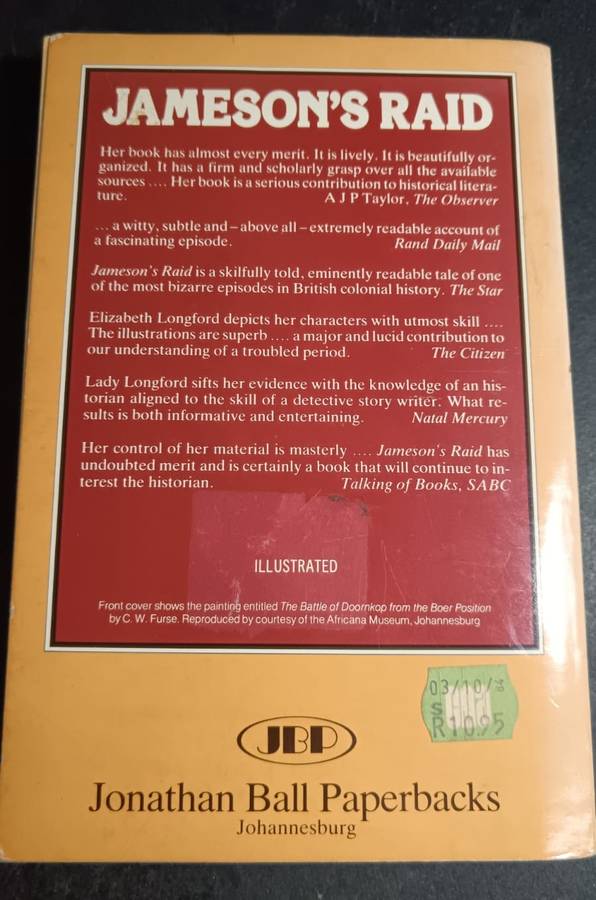 JAMESON'S RAID
Her book has almost every merit. It is lively. It is beautifully or-
ganized. It has a firm and scholarly grasp over all the available
sources .... Her book is a serious contribution to historical litera-
ture. A J P Taylor, The Observer
... a witty, subtle and – above all – extremely readable account of
a fascinating episode. Rand Daily Mail
Jameson's Raid is a skilfully told, eminently readable tale of one
of the most bizarre episodes in British colonial history. The Star
Elizabeth Longford depicts her characters with utmost skill ....
The illustrations are superb .... a major and lucid contribution to
our understanding of a troubled period. The Citizen
Lady Longford sifts her evidence with the knowledge of an his-
torian aligned to the skill of a detective story writer. What re-
sults is both informative and entertaining. Natal Mercury
Her control of her material is masterly .... Jameson's Raid has
undoubted merit and is certainly a book that will continue to in-
terest the historian. Talking of Books, SABC
ILLUSTRATED
Front cover shows the painting entitled The Battle of Doornkop from the Boer Position
by C. W. Furse. Reproduced by courtesy of the Africana Museum, Johannesburg
03/10/
S
R10.95
JBP
Jonathan Ball Paperbacks
Johannesburg